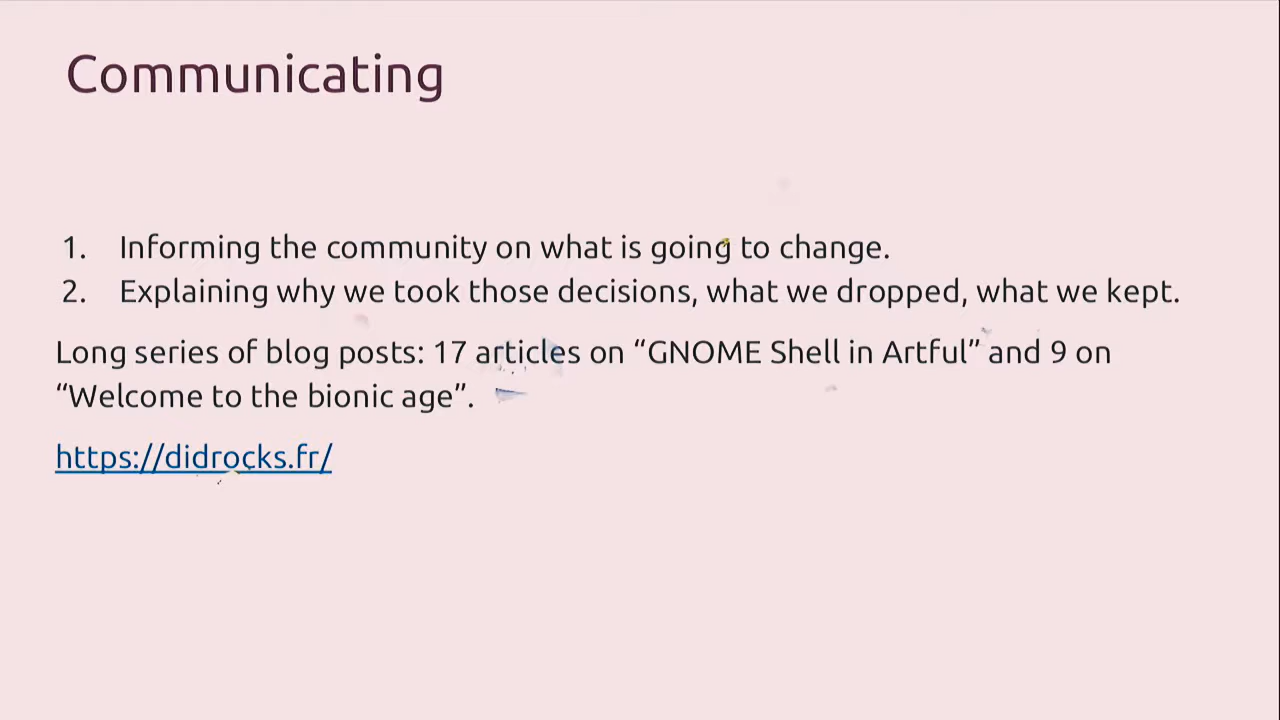 Communicating
1. Informing the community on what is going to change.
2. Explaining why we took those decisions, what we dropped, what we kept.
Long series of blog posts: 17 articles on “GNOME Shell in Artful” and 9 on
“Welcome to the bionic age”.
https://didrocks.fr/